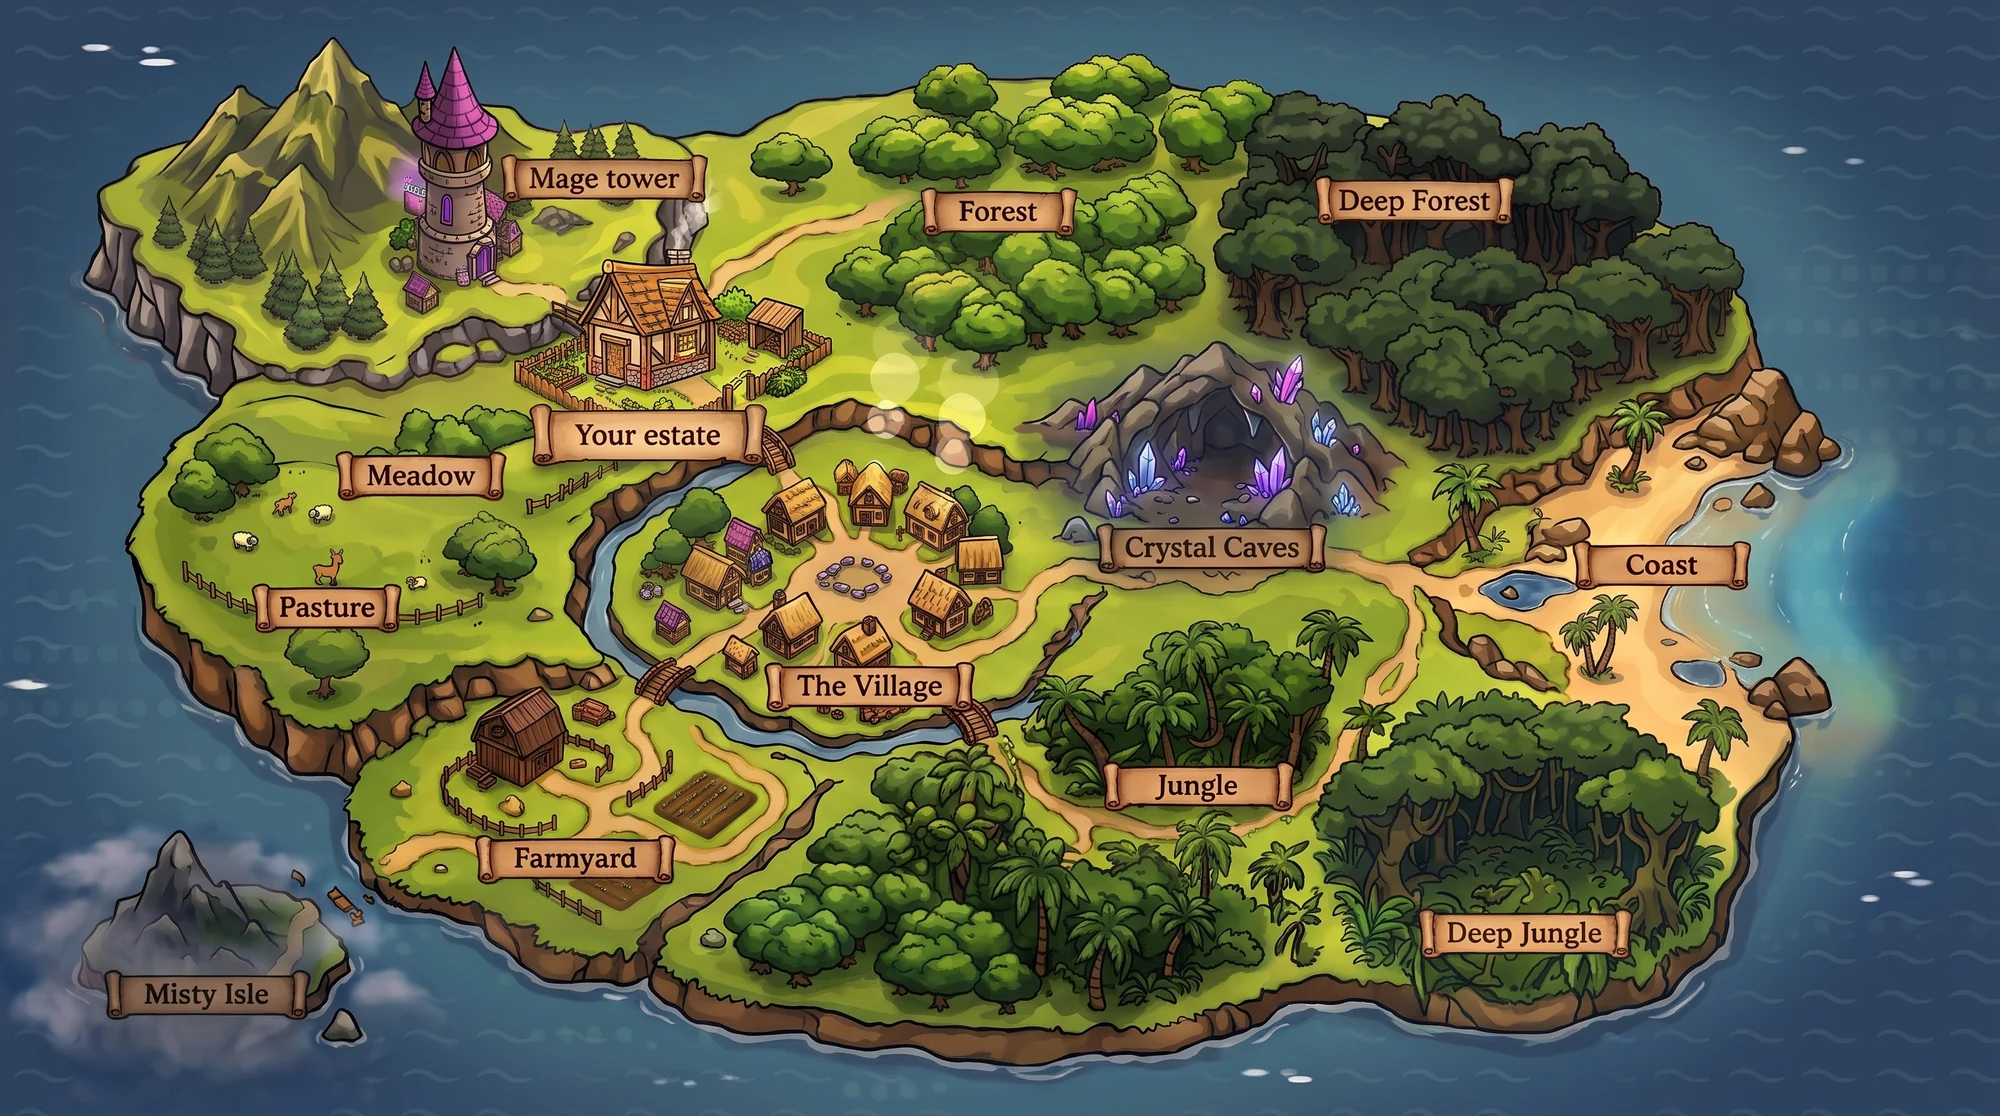 Mage tower
Forest
Deep Forest
Your estate
Meadow
Crystal Caves
Coast
Pasture
The Village
Jungle
Farmyard
Deep Jungle
Misty Isle